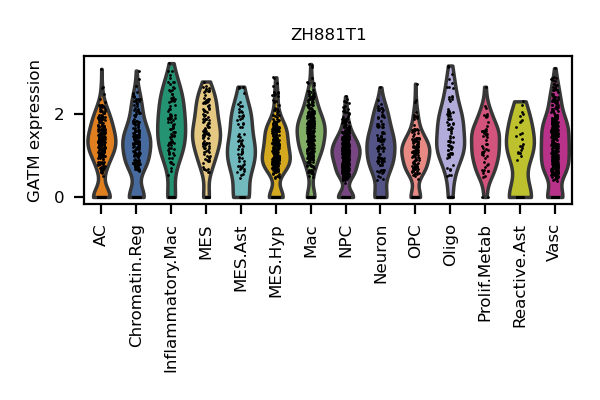 ZH881T1
GATM expression
2
0
AC
Chromatin.Reg
Inflammatory.Mac
MES
MES.Ast
MES.Hyp
Mac
NPC
Neuron
OPC
Oligo
Prolif.Metab
Reactive.Ast
Vasc